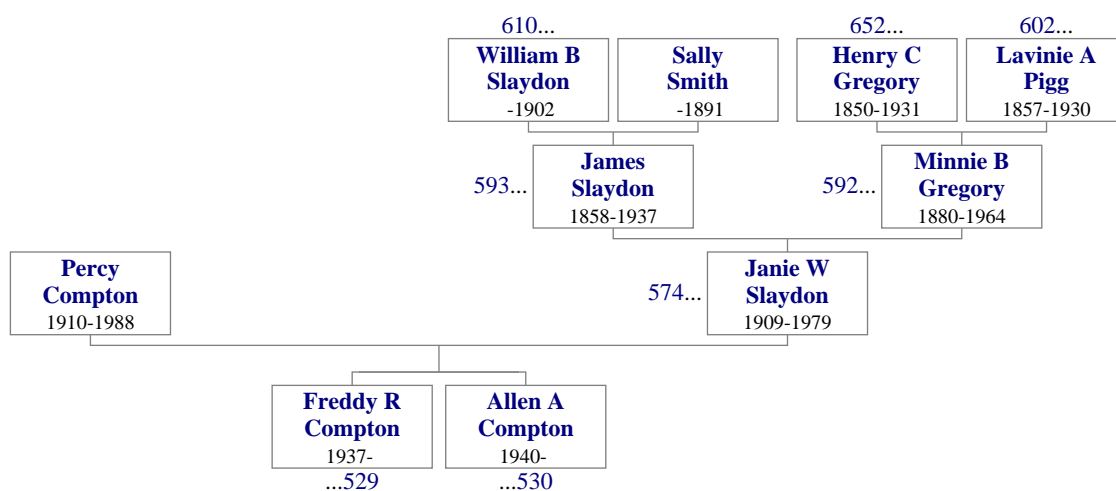 610...
652...
602...
William B
Slaydon
-1902
Sally
Smith
-1891
Henry C
Gregory
1850-1931
Lavinie A
Pigg
1857-1930
593...
James
Slaydon
1858-1937
592...
Minnie B
Gregory
1880-1964
Percy
Compton
1910-1988
574...
Janie W
Slaydon
1909-1979
Freddy R
Compton
1937-
...529
Allen A
Compton
1940-
...530